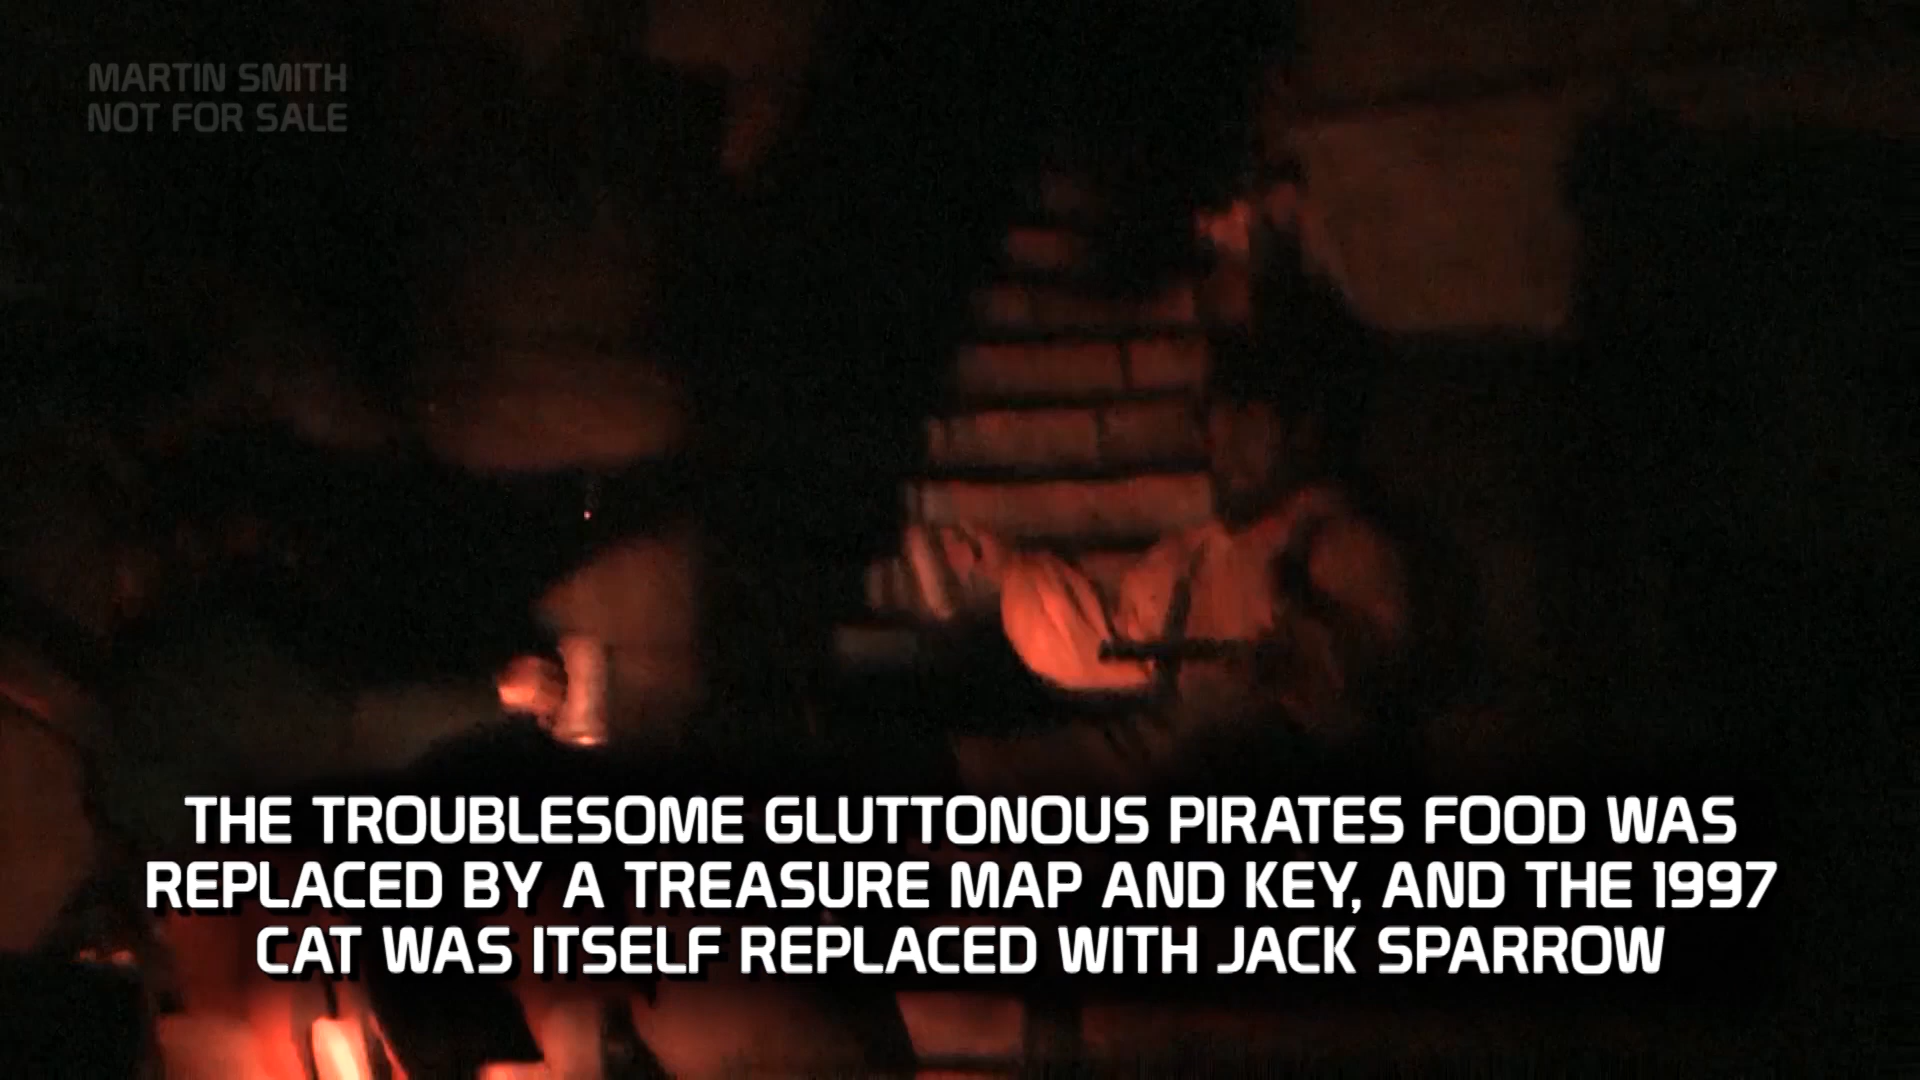 MARTIN SMITH
NOT FOR SALE
THE TROUBLESOME GLUTTONOUS PIRATES FOOD WAS
REPLACED BY A TREASURE MAP AND KEY, AND THE 1997
CAT WAS ITSELF REPLACED WITH JACK SPARROW